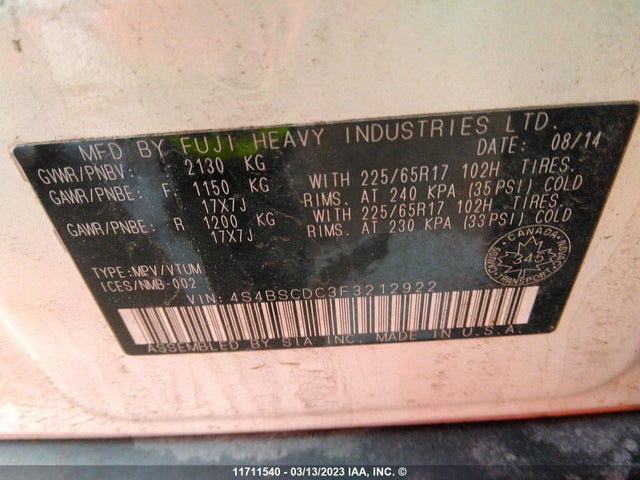 MFD BY FUJI HEAVY INDUSTRIES LTD.
DATE: 08/14
GVWR/PNBV: 2130 KG
GAWR/PNBE: F 1150 KG WITH 225/65R17 102H TIRES.
17X7J RIMS. AT 240 KPA (35PSI) COLD
GAWR/PNBE: R 1200 KG WITH 225/65R17 102H TIRES.
17X7J RIMS. AT 230 KPA (33PSI) COLD
TYPE:MPV/VTUM
ICES/NMB-002
CANADA
345
VIN: 4S4BSCDC3F3212922
ASSEMBLED BY SIA INC. MADE IN U.S.A.
11711540 - 03/13/2023 IAA, INC. ©